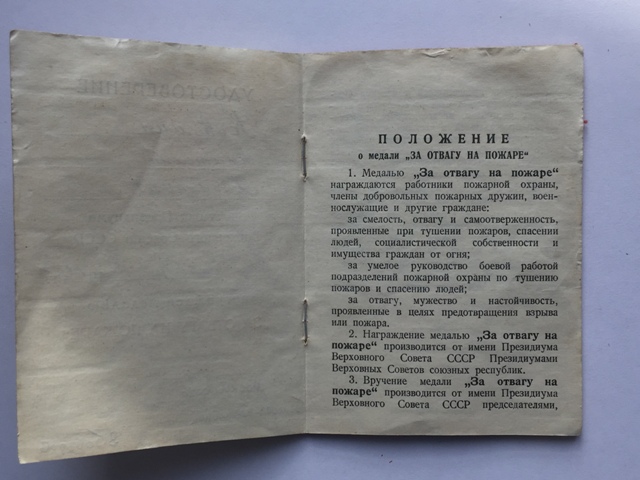 УДОСТОВЕРЕНИЕ
ПОЛОЖЕНИЕ
о медали „ЗА ОТВАГУ НА ПОЖАРЕ“
1. Медалью „За отвагу на пожаре“
награждаются работники пожарной охраны,
члены добровольных пожарных дружин, воен-
нослужащие и другие граждане:
за смелость, отвагу и самоотверженность,
проявленные при тушении пожаров, спасении
людей, социалистической собственности и
имущества граждан от огня;
за умелое руководство боевой работой
подразделений пожарной охраны по тушению
пожаров и спасению людей;
за отвагу, мужество и настойчивость,
проявленные в целях предотвращения взрыва
или пожара.
2. Награждение медалью „За отвагу на
пожаре“ производится от имени Президиума
Верховного Совета СССР Президиумами
Верховных Советов союзных республик.
3. Вручение медали „За отвагу на
пожаре“ производится от имени Президиума
Верховного Совета СССР председателями,